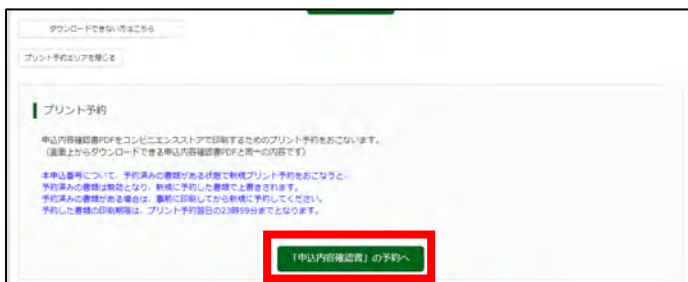 ダウンロードできない方はこちら
プリント予約エリアを閉じる
プリント予約
申込内容確認書PDFをコンビニエンスストアで印刷するためのプリント予約をおこないます。
（画面上からダウンロードできる申込内容確認書PDFと同一の内容です）
本申込番号について、予約済みの書類がある状態で新規プリント予約をおこなうと、
予約済みの書類は無効となり、新規に予約した書類で上書きされます。
予約済みの書類がある場合は、事前に印刷してから新規に予約してください。
予約した書類の印刷期限は、プリント予約翌日の23時59分までとなります。
「申込内容確認書」の予約へ